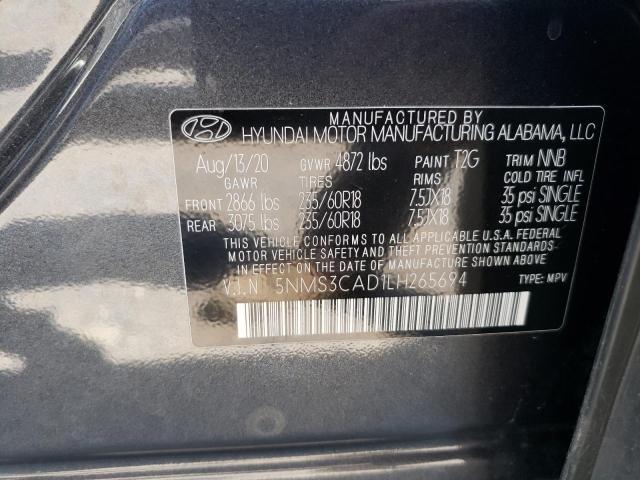 MANUFACTURED BY
HYUNDAI MOTOR MANUFACTURING ALABAMA, LLC
Aug/13/20 GVWR 4872 lbs PAINT T2G TRIM NNB
GAWR TIRES RIMS COLD TIRE INFL
FRONT 2866 lbs 235/60R18 7.5JX18 35 psi SINGLE
REAR 3075 lbs 235/60R18 7.5JX18 35 psi SINGLE
THIS VEHICLE CONFORMS TO ALL APPLICABLE U.S.A. FEDERAL
MOTOR VEHICLE SAFETY AND THEFT PREVENTION STANDARDS
IN EFFECT ON THE DATE OF MANUFACTURE SHOWN ABOVE.
V.I.N 5NMS3CAD1LH265694 TYPE: MPV